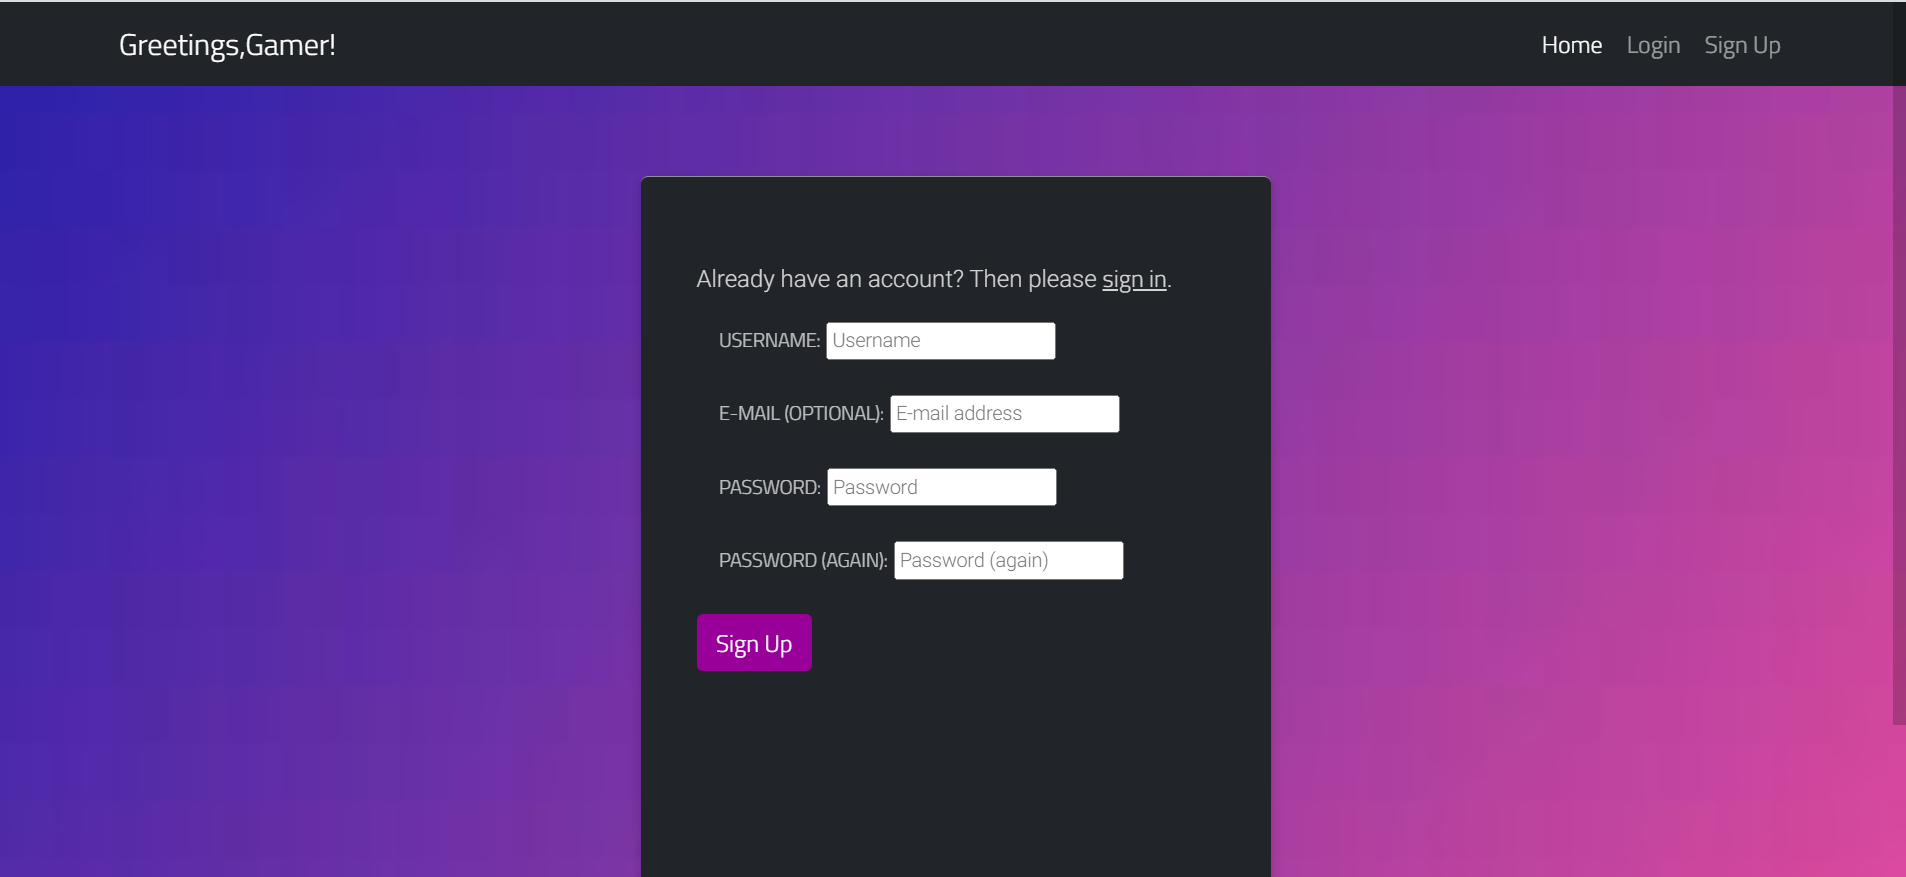 Greetings,Gamer!
Home Login Sign Up
Already have an account? Then please sign in.
USERNAME: Username
E-MAIL (OPTIONAL): E-mail address
PASSWORD: Password
PASSWORD (AGAIN): Password (again)
Sign Up